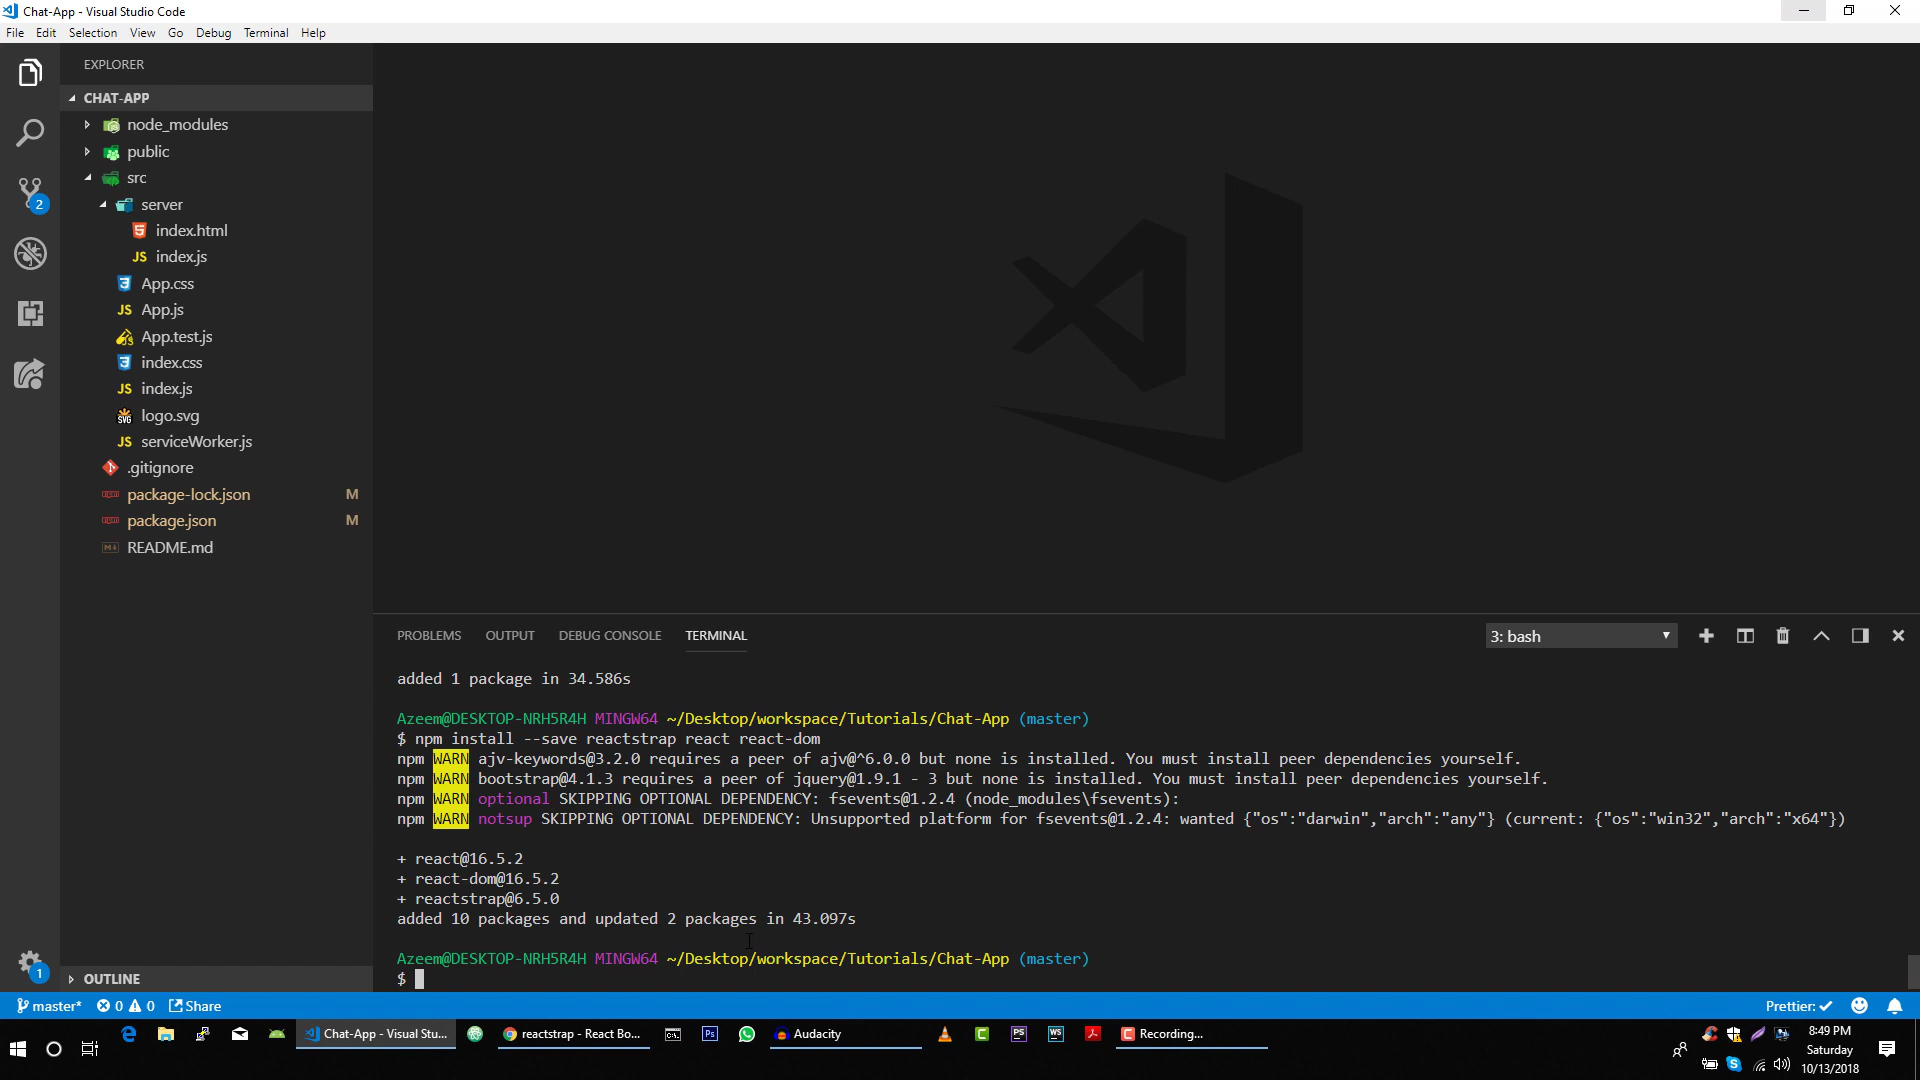 Chat-App - Visual Studio Code
File Edit Selection View Go Debug Terminal Help
EXPLORER
CHAT-APP
node_modules
public
src
server
index.html
JS index.js
App.css
JS App.js
App.test.js
index.css
JS index.js
SVG logo.svg
JS serviceWorker.js
.gitignore
package-lock.json M
package.json M
README.md
OUTLINE
2
1
PROBLEMS OUTPUT DEBUG CONSOLE TERMINAL
3: bash
added 1 package in 34.586s
Azeem@DESKTOP-NRH5R4H MINGW64 ~/Desktop/workspace/Tutorials/Chat-App (master)
$ npm install --save reactstrap react react-dom
npm WARN ajv-keywords@3.2.0 requires a peer of ajv@^6.0.0 but none is installed. You must install peer dependencies yourself.
npm WARN bootstrap@4.1.3 requires a peer of jquery@1.9.1 - 3 but none is installed. You must install peer dependencies yourself.
npm WARN optional SKIPPING OPTIONAL DEPENDENCY: fsevents@1.2.4 (node_modules\fsevents):
npm WARN notsup SKIPPING OPTIONAL DEPENDENCY: Unsupported platform for fsevents@1.2.4: wanted {"os":"darwin","arch":"any"} (current: {"os":"win32","arch":"x64"})
+ react@16.5.2
+ react-dom@16.5.2
+ reactstrap@6.5.0
added 10 packages and updated 2 packages in 43.097s
Azeem@DESKTOP-NRH5R4H MINGW64 ~/Desktop/workspace/Tutorials/Chat-App (master)
$
master* 0 0 Share
Prettier: ✓
Chat-App - Visual Stu...
reactstrap - React Bo...
Ps
Audacity
PS
WS
Recording...
8:49 PM
Saturday
10/13/2018